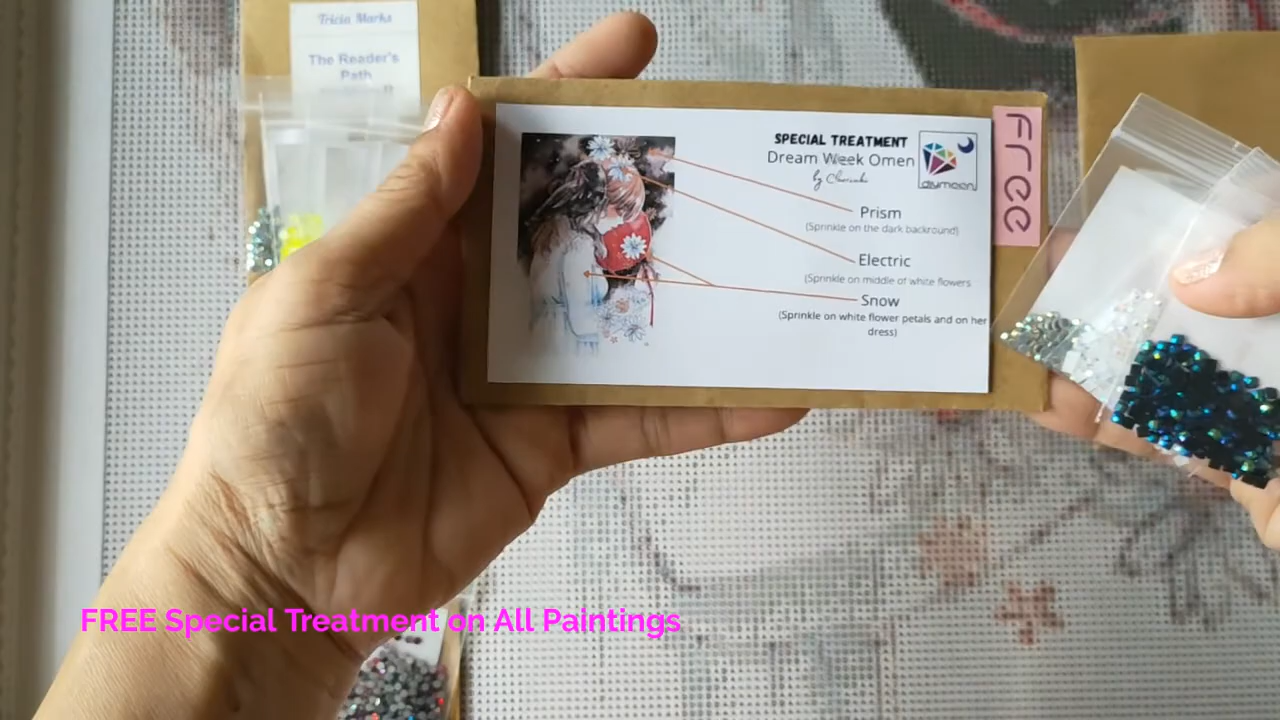 Tricia Marks
The Reader's
Path
SPECIAL TREATMENT
Dream Week Omen
by
diymoon
Free
Prism
(Sprinkle on the dark backround)
Electric
(Sprinkle on middle of white flowers
Snow
(Sprinkle on white flower petals and on her
dress)
FREE Special Treatment on All Paintings